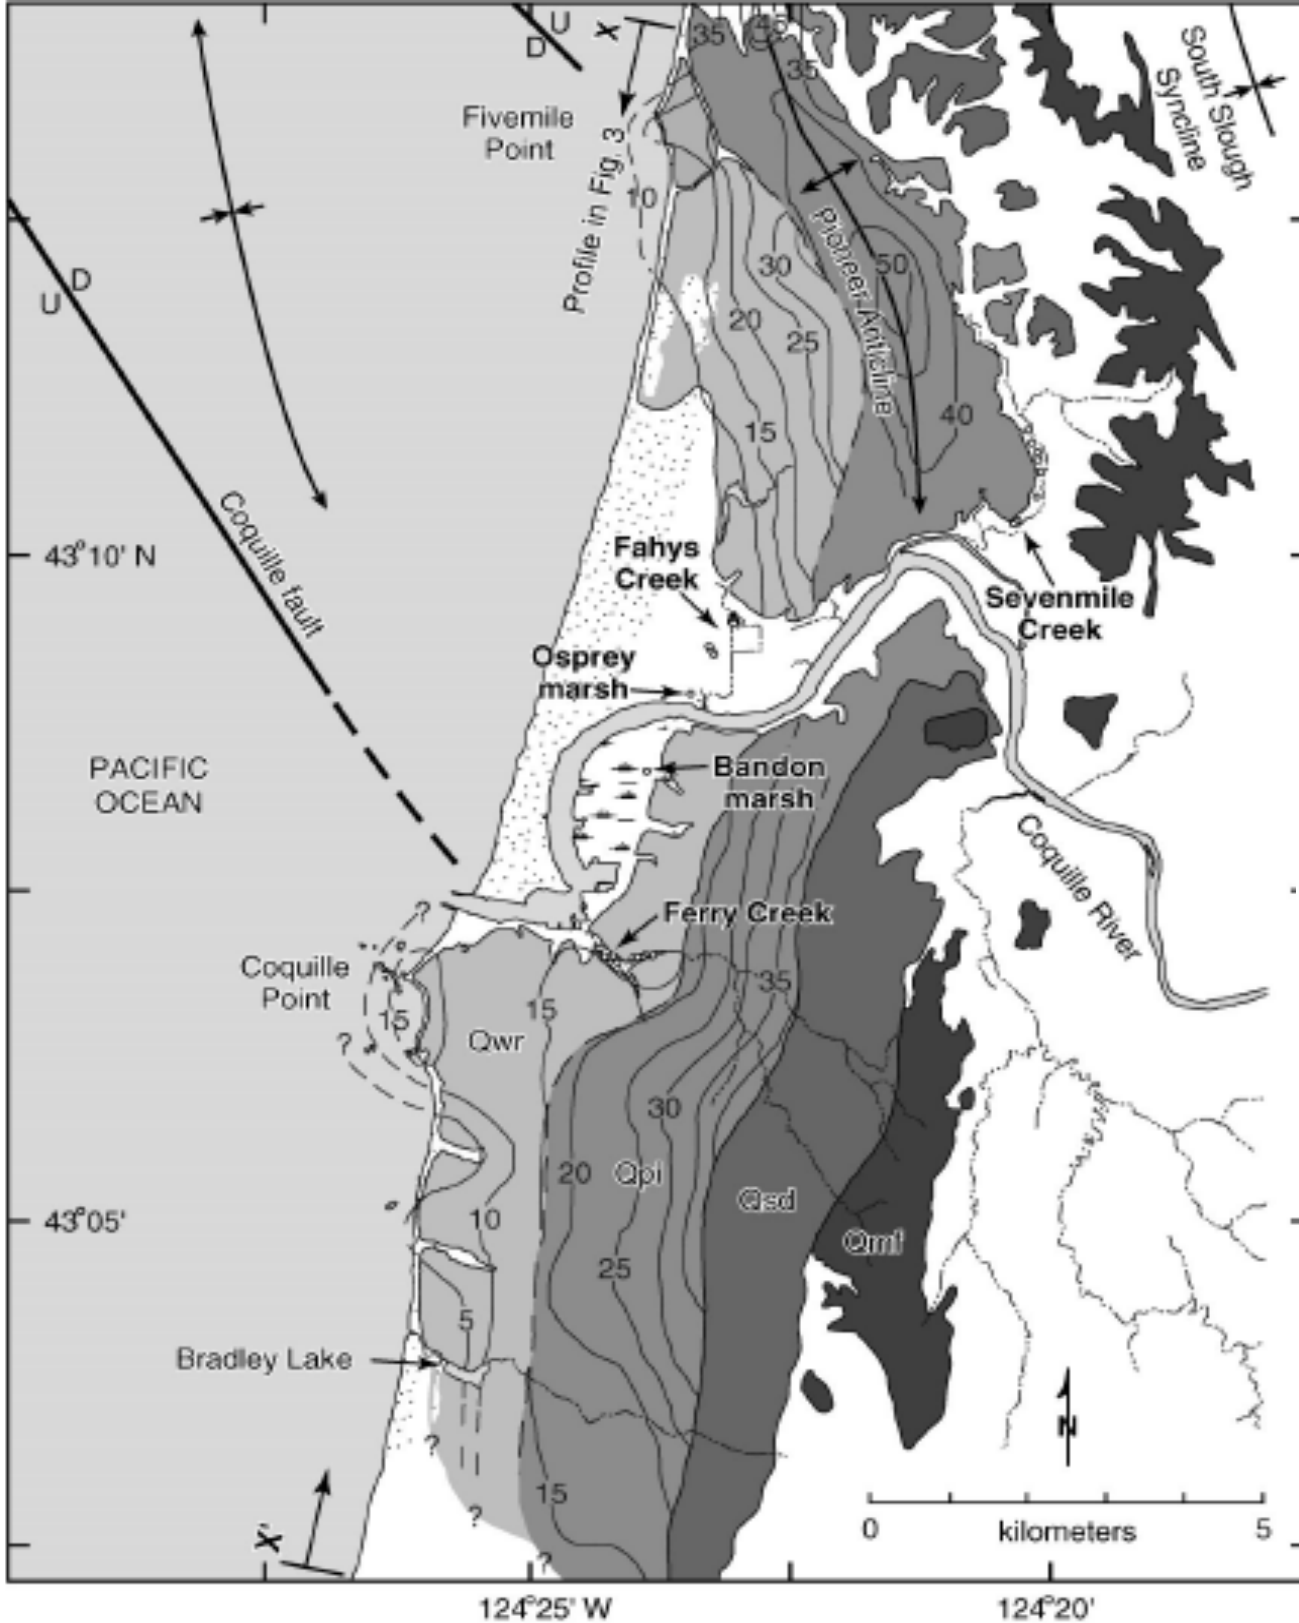 U
D
X
35
45
35
South Slough
Syncline
Fivemile
Point
Profile in Fig. 3
10
Pioneer Anticline
50
30
20
25
U
D
15
40
Coquille fault
43°10' N
Fahys
Creek
Sevenmile
Creek
Osprey
marsh
PACIFIC
OCEAN
Bandon
marsh
Coquille River
?
Ferry Creek
Coquille
Point
15
15
35
Qwr
?
30
20
Qpi
Qsd
43°05'
10
Qmf
25
5
Bradley Lake
N
?
15
?
X
?
0
kilometers
5
124°25' W
124°20'